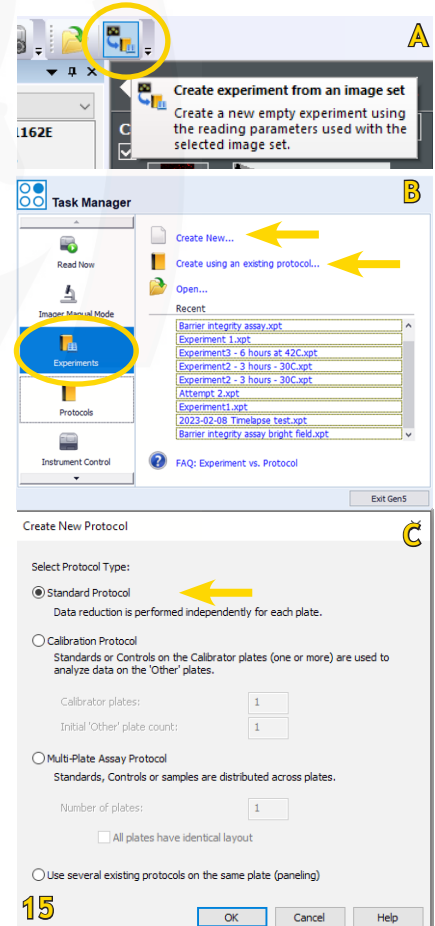 A
Create experiment from an image set
Create a new empty experiment using
the reading parameters used with the
selected image set.
1162E
C
B
Task Manager
Read Now
Imager Manual Mode
Experiments
Protocols
Instrument Control
Create New...
Create using an existing protocol...
Open...
Recent
Barrier integrity assay.xpt
Experiment 1.xpt
Experiment3 - 6 hours at 42C.xpt
Experiment2 - 3 hours - 30C.xpt
Experiment2 - 3 hours - 30C.xpt
Attempt 2.xpt
Experiment1.xpt
2023-02-08 Timelapse test.xpt
Barrier integrity assay bright field.xpt
FAQ: Experiment vs. Protocol
Exit Gen5
Create New Protocol
C
Select Protocol Type:
Standard Protocol
Data reduction is performed independently for each plate.
Calibration Protocol
Standards or Controls on the Calibrator plates (one or more) are used to
analyze data on the 'Other' plates.
Calibrator plates: 1
Initial 'Other' plate count: 1
Multi-Plate Assay Protocol
Standards, Controls or samples are distributed across plates.
Number of plates: 1
All plates have identical layout
Use several existing protocols on the same plate (paneling)
15
OK Cancel Help